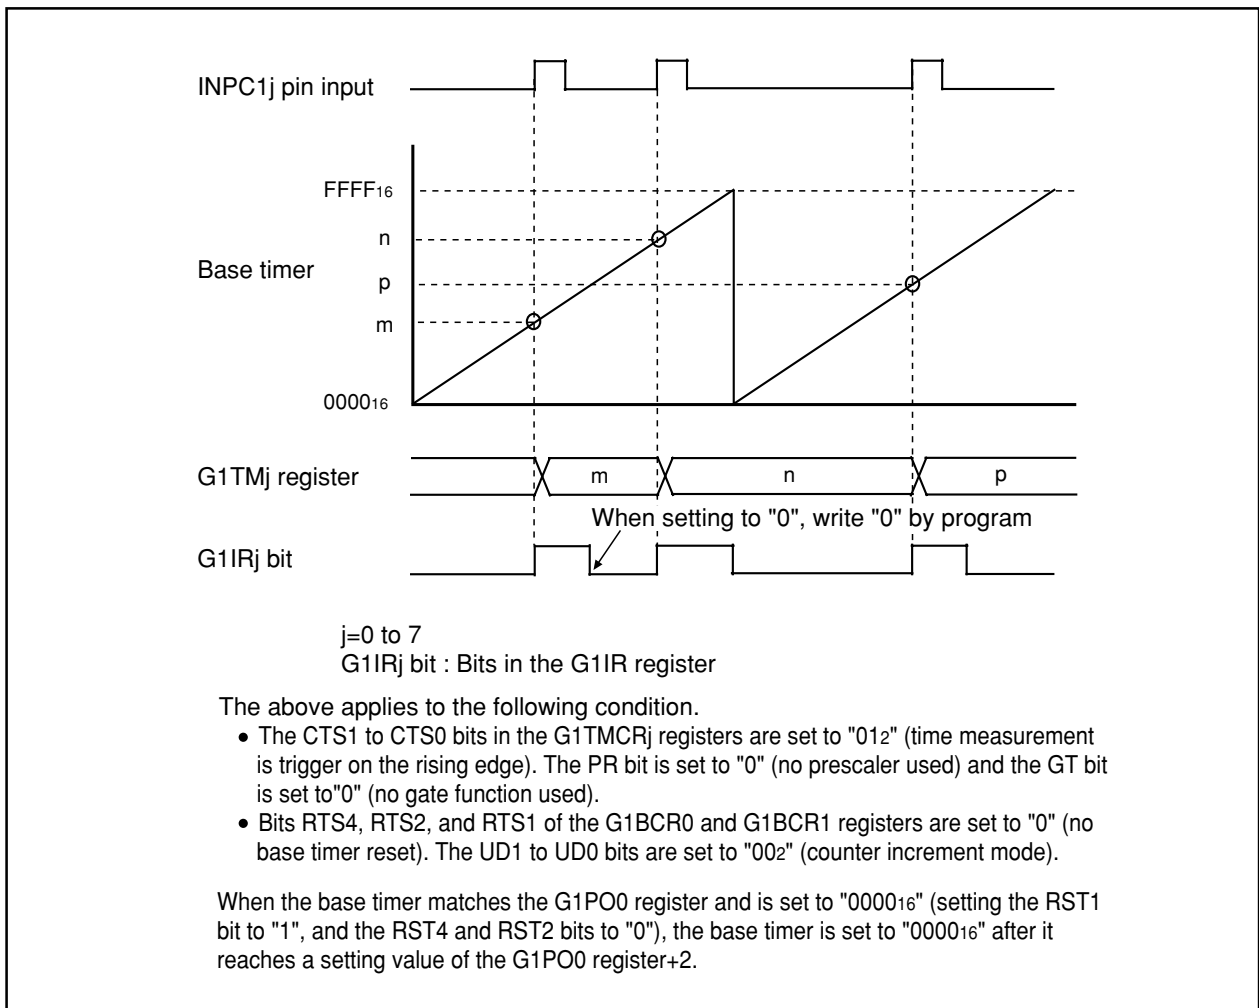 INPC1j pin input
FFFF16
n
Base timer
p
m
000016
G1TMj register
m
n
p
When setting to "0", write "0" by program
G1IRj bit
j=0 to 7
G1IRj bit : Bits in the G1IR register
The above applies to the following condition.
• The CTS1 to CTS0 bits in the G1TMCRj registers are set to "012" (time measurement
is trigger on the rising edge). The PR bit is set to "0" (no prescaler used) and the GT bit
is set to"0" (no gate function used).
• Bits RTS4, RTS2, and RTS1 of the G1BCR0 and G1BCR1 registers are set to "0" (no
base timer reset). The UD1 to UD0 bits are set to "002" (counter increment mode).
When the base timer matches the G1PO0 register and is set to "000016" (setting the RST1
bit to "1", and the RST4 and RST2 bits to "0"), the base timer is set to "000016" after it
reaches a setting value of the G1PO0 register+2.